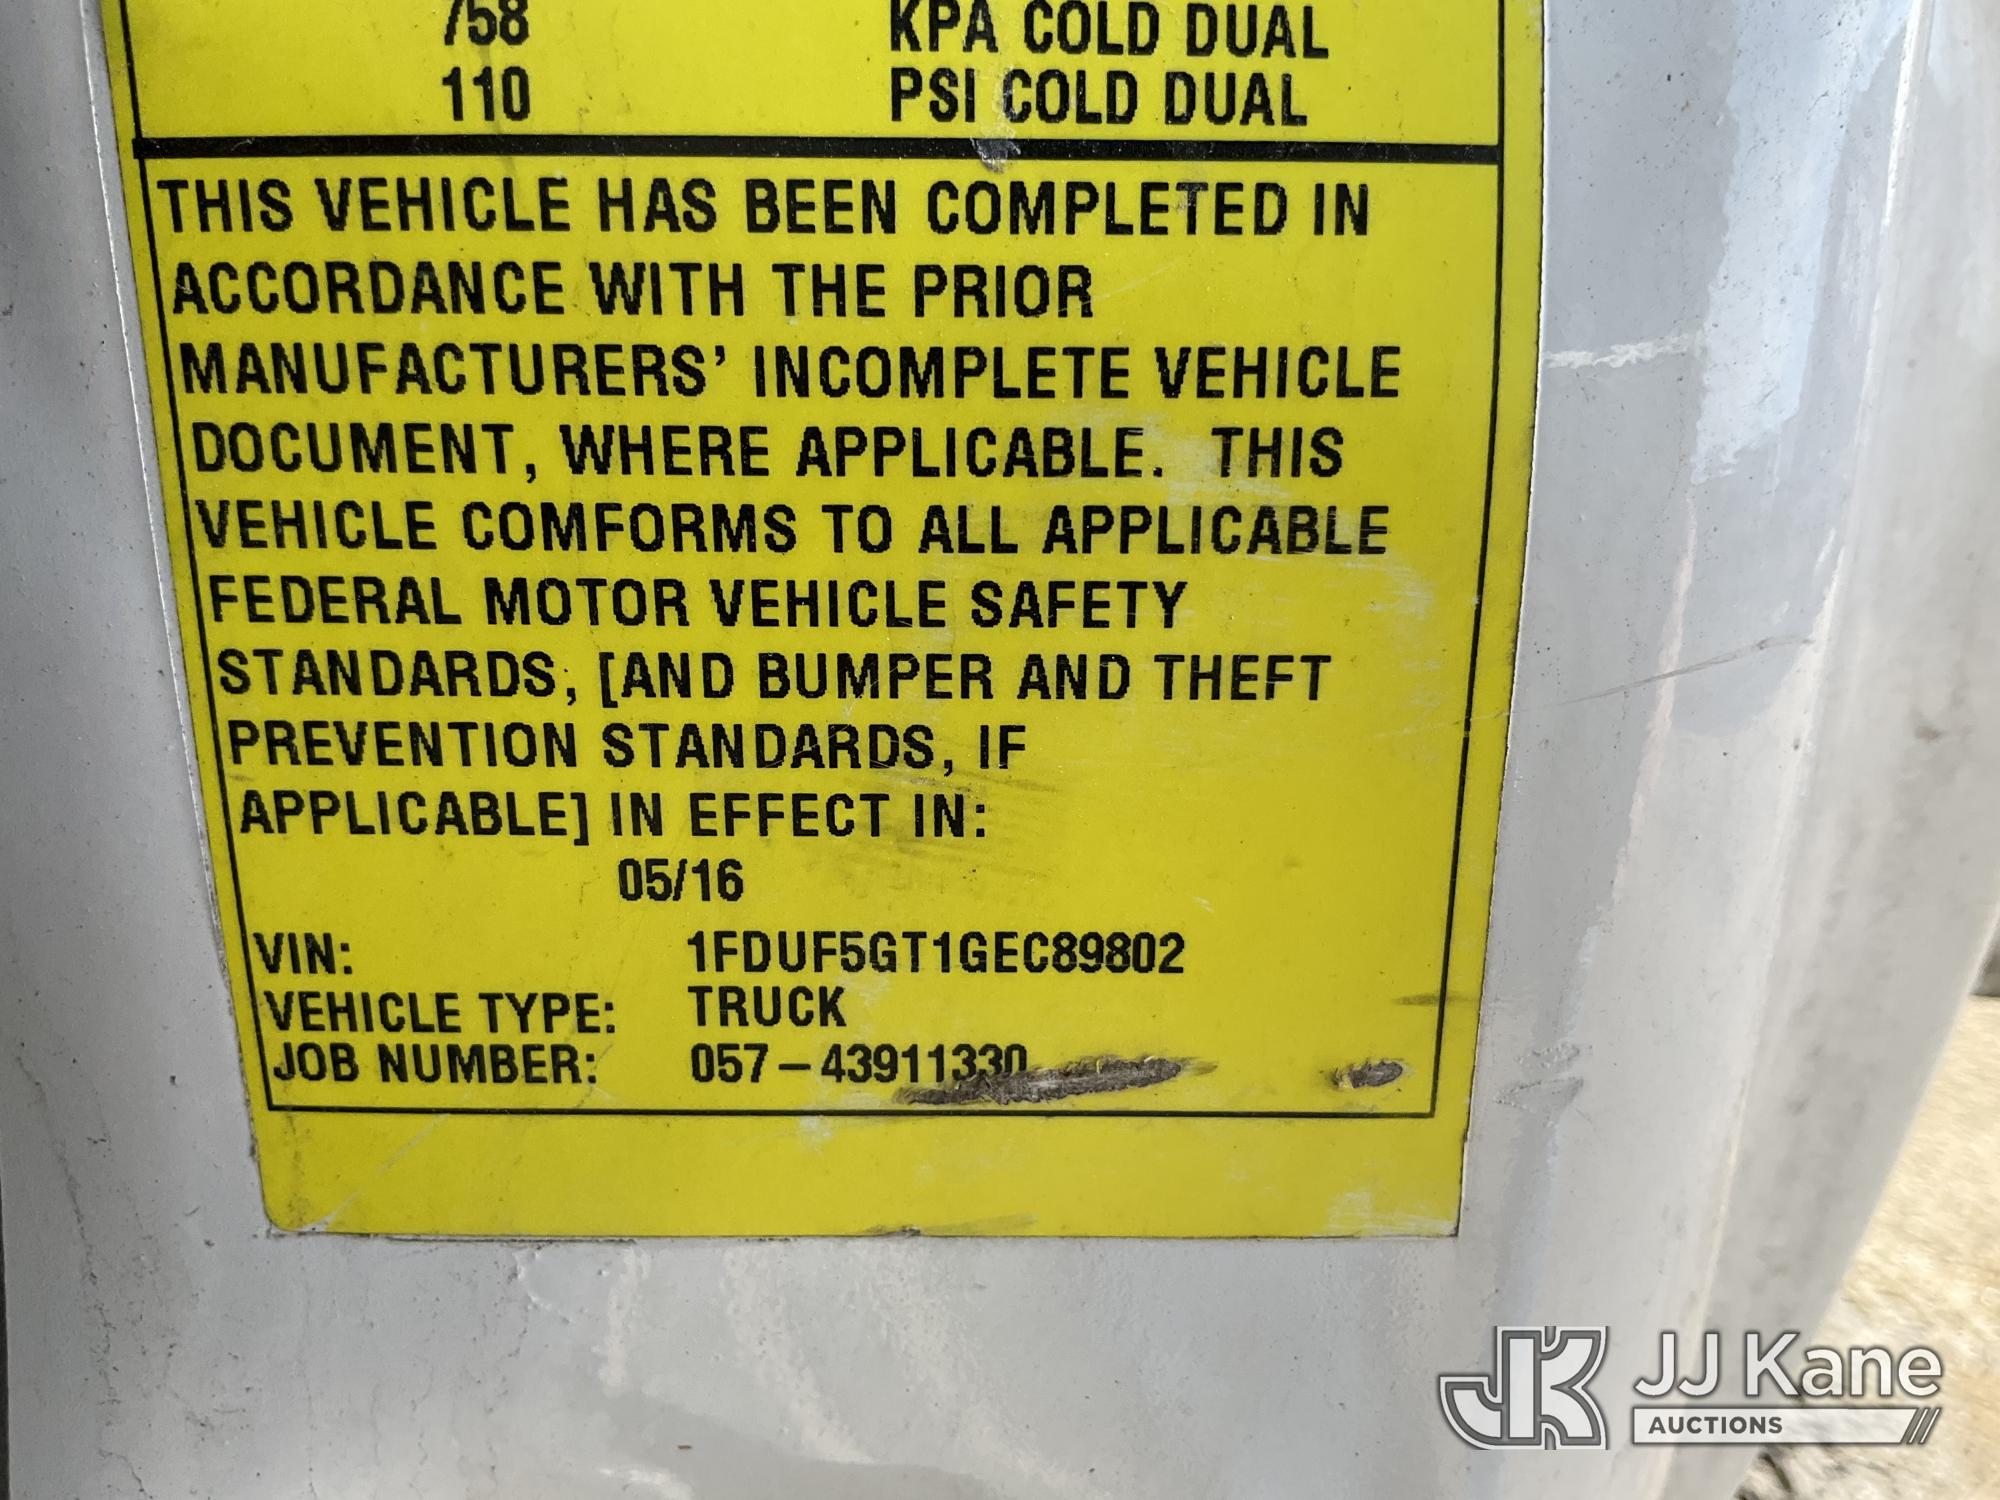 758 KPA COLD DUAL
110 PSI COLD DUAL
THIS VEHICLE HAS BEEN COMPLETED IN
ACCORDANCE WITH THE PRIOR
MANUFACTURERS' INCOMPLETE VEHICLE
DOCUMENT, WHERE APPLICABLE. THIS
VEHICLE COMFORMS TO ALL APPLICABLE
FEDERAL MOTOR VEHICLE SAFETY
STANDARDS, [AND BUMPER AND THEFT
PREVENTION STANDARDS, IF
APPLICABLE] IN EFFECT IN:
05/16
VIN: 1FDUF5GT1GEC89802
VEHICLE TYPE: TRUCK
JOB NUMBER: 057-43911330
JK JJ Kane
AUCTIONS